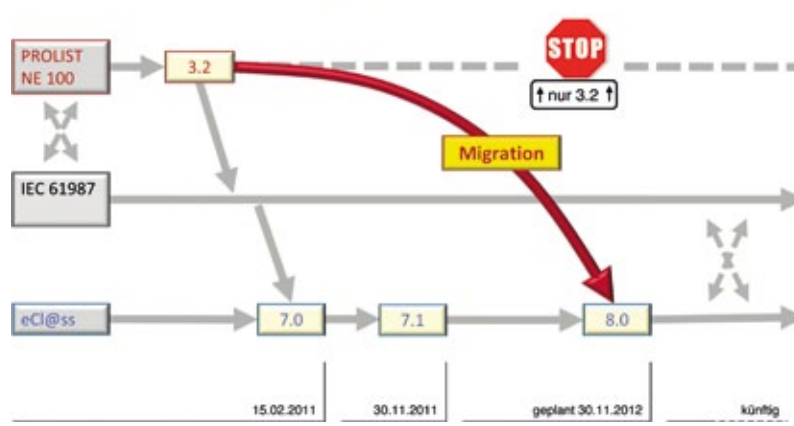 PROLIST
NE 100
3.2
STOP
↑ nur 3.2 ↑
Migration
IEC 61987
eCl@ss
7.0
7.1
8.0
15.02.2011
30.11.2011
geplant 30.11.2012
künftig